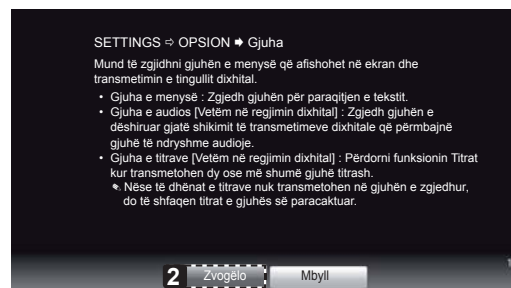 SETTINGS ⇨ OPSION ➡ Gjuha
Mund të zgjidhni gjuhën e menysë që afishohet në ekran dhe
transmetimin e tingullit dixhital.
• Gjuha e menysë : Zgjedh gjuhën për paraqitjen e tekstit.
• Gjuha e audios [Vetëm në regjimin dixhital] : Zgjedh gjuhën e
dëshiruar gjatë shikimit të transmetimeve dixhitale që përmbajnë
gjuhë të ndryshme audioje.
• Gjuha e titrave [Vetëm në regjimin dixhital] : Përdorni funksionin Titrat
kur transmetohen dy ose më shumë gjuhë titrash.
✎ Nëse të dhënat e titrave nuk transmetohen në gjuhën e zgjedhur,
do të shfaqen titrat e gjuhës së paracaktuar.
2 Zvogëlo Mbyll